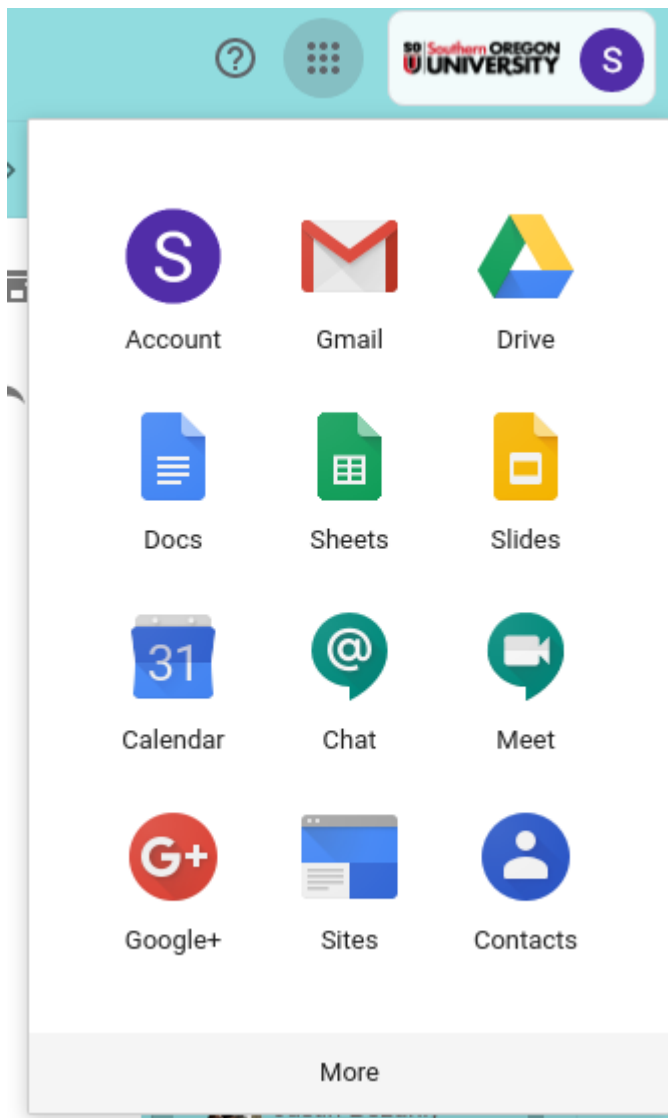 SO Southern OREGON
U UNIVERSITY
S
S
Account Gmail Drive
Docs Sheets Slides
31
Calendar Chat Meet
G+
Google+ Sites Contacts
More